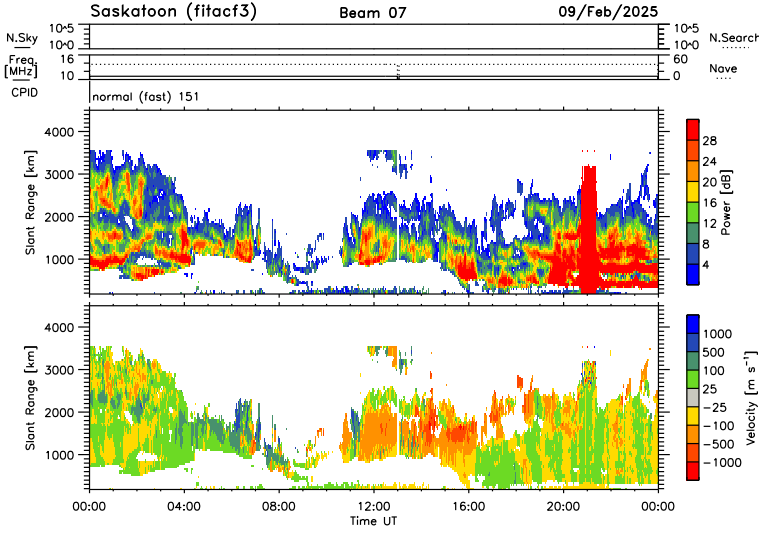 Saskatoon (fitacf3) Beam 07 09/Feb/2025
N.Sky 10^5 10^5 N.Search
10^0 10^0
Freq. 16 60
[MHz] 10 0 Nave
CPID normal (fast) 151
Slant Range [km]
4000
3000
2000
1000
28
24
20
16
12
8
4
Power [dB]
Slant Range [km]
4000
3000
2000
1000
1000
500
100
25
−25
−100
−500
−1000
Velocity [m s⁻¹]
00:00 04:00 08:00 12:00 16:00 20:00 00:00
Time UT